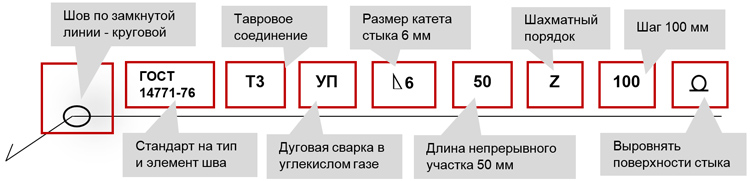 Шов по замкнутой
линии - круговой
Тавровое
соединение
Размер катета
стыка 6 мм
Шахматный
порядок
Шаг 100 мм
ГОСТ
14771-76
Т3
УП
6
50
Z
100
Стандарт на тип
и элемент шва
Дуговая сварка в
углекислом газе
Длина непрерывного
участка 50 мм
Выровнять
поверхности стыка